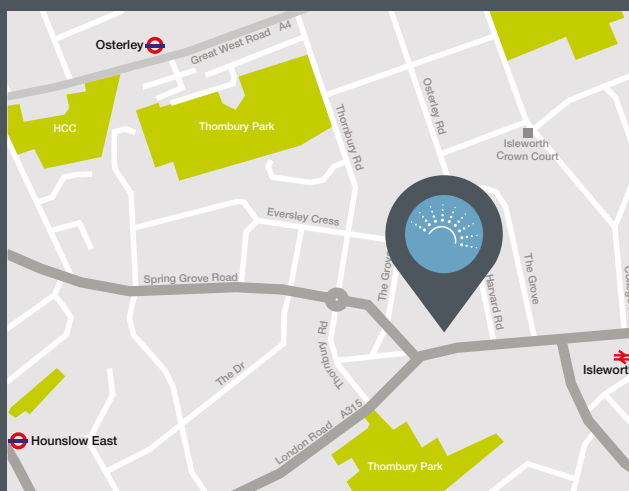 Osterley
Great West Road A4
HCC
Thornbury Park
Thornbury Rd
Osterley Rd
Isleworth
Crown Court
Eversley Cress
The Grove
Harvard Rd
The Grove
Spring Grove Road
Thornbury Rd
The Dr
London Road A315
Isleworth
Hounslow East
Thornbury Park